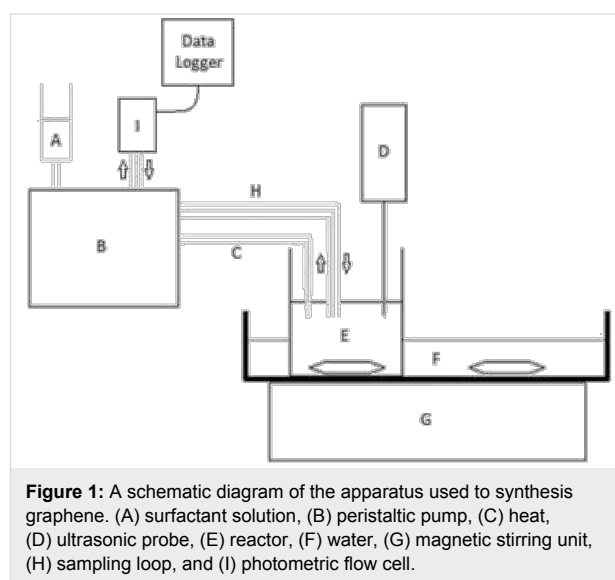 Data
Logger
I
A
D
H
B
C
E
F
G
Figure 1: A schematic diagram of the apparatus used to synthesis
graphene. (A) surfactant solution, (B) peristaltic pump, (C) heat,
(D) ultrasonic probe, (E) reactor, (F) water, (G) magnetic stirring unit,
(H) sampling loop, and (I) photometric flow cell.